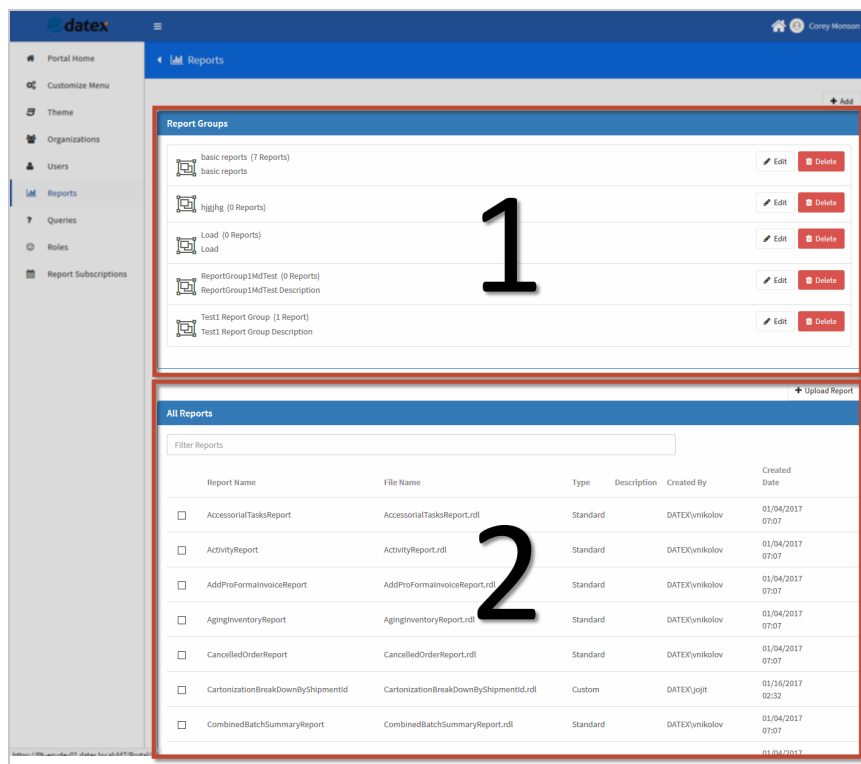 datex
Corey Monson
Portal Home
Customize Menu
Theme
Organizations
Users
Reports
Queries
Roles
Report Subscriptions
Reports
Add
Report Groups
basic reports (7 Reports)
basic reports
Edit Delete
hjgjhg (0 Reports)
Edit Delete
Load (0 Reports)
Load
Edit Delete
ReportGroup1MdTest (0 Reports)
ReportGroup1MdTest Description
Edit Delete
Test1 Report Group (1 Report)
Test1 Report Group Description
Edit Delete
1
Upload Report
All Reports
Filter Reports
Report Name File Name Type Description Created By Created Date
AccessorialTasksReport AccessorialTasksReport.rdl Standard DATEX\vnikolov 01/04/2017 07:07
ActivityReport ActivityReport.rdl Standard DATEX\vnikolov 01/04/2017 07:07
AddProFormaInvoiceReport AddProFormaInvoiceReport.rdl Standard DATEX\vnikolov 01/04/2017 07:07
AgingInventoryReport AgingInventoryReport.rdl Standard DATEX\vnikolov 01/04/2017 07:07
CancelledOrderReport CancelledOrderReport.rdl Standard DATEX\vnikolov 01/04/2017 07:07
CartonizationBreakDownByShipmentId CartonizationBreakDownByShipmentId.rdl Custom DATEX\jojit 01/16/2017 02:32
CombinedBatchSummaryReport CombinedBatchSummaryReport.rdl Standard DATEX\vnikolov 01/04/2017 07:07
01/04/2017
2